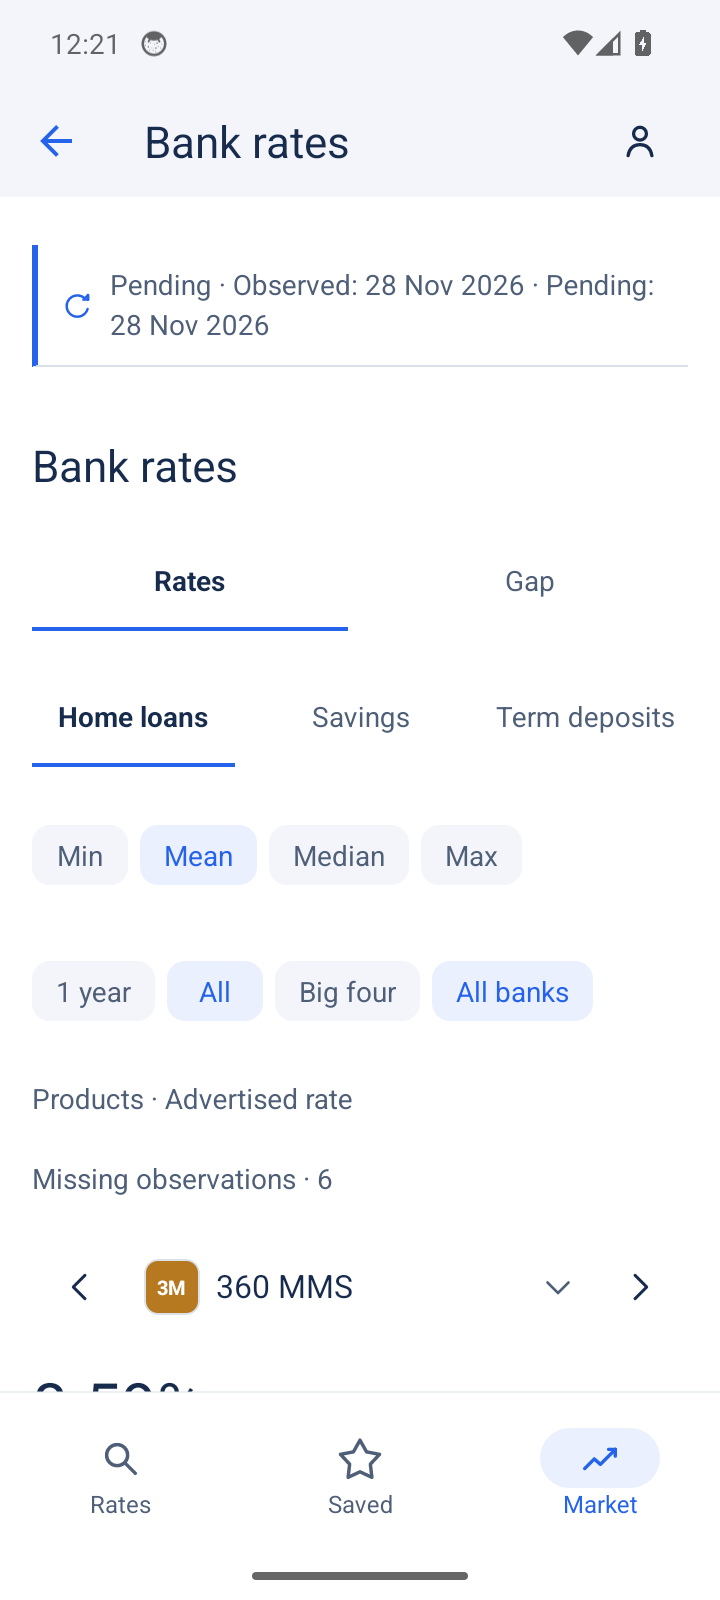 12:21
Bank rates
Pending · Observed: 28 Nov 2026 · Pending:
28 Nov 2026
Bank rates
Rates Gap
Home loans Savings Term deposits
Min Mean Median Max
1 year All Big four All banks
Products · Advertised rate
Missing observations · 6
3M 360 MMS
Rates Saved Market